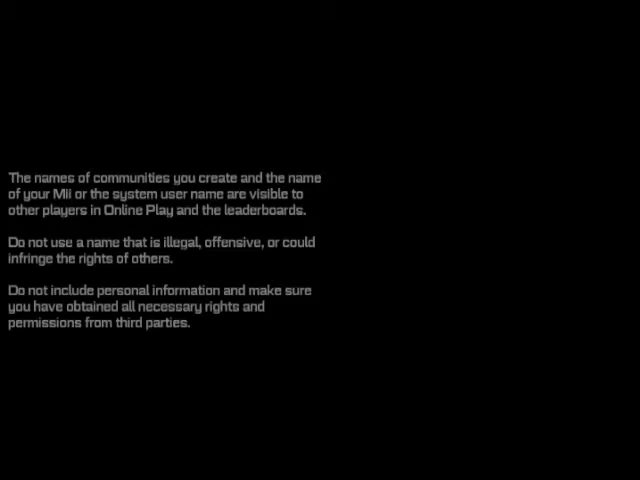 The names of communities you create and the name
of your Mii or the system user name are visible to
other players in Online Play and the leaderboards.
Do not use a name that is illegal, offensive, or could
infringe the rights of others.
Do not include personal information and make sure
you have obtained all necessary rights and
permissions from third parties.